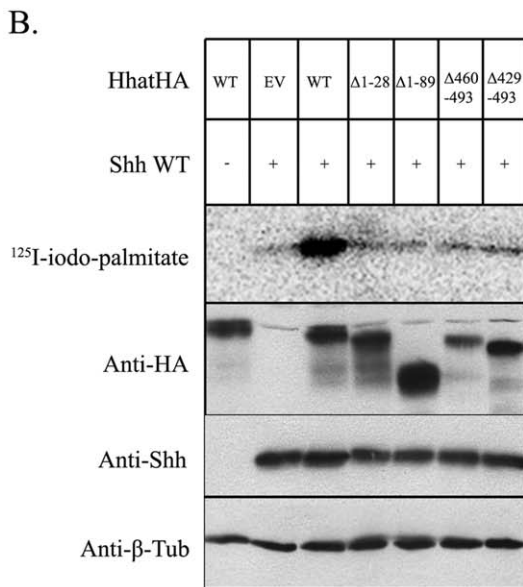 B.
HhatHA WT EV WT Δ1-28 Δ1-89 Δ460 Δ429
-493 -493
Shh WT - + + + + + +
¹²⁵I-iodo-palmitate
Anti-HA
Anti-Shh
Anti-β-Tub